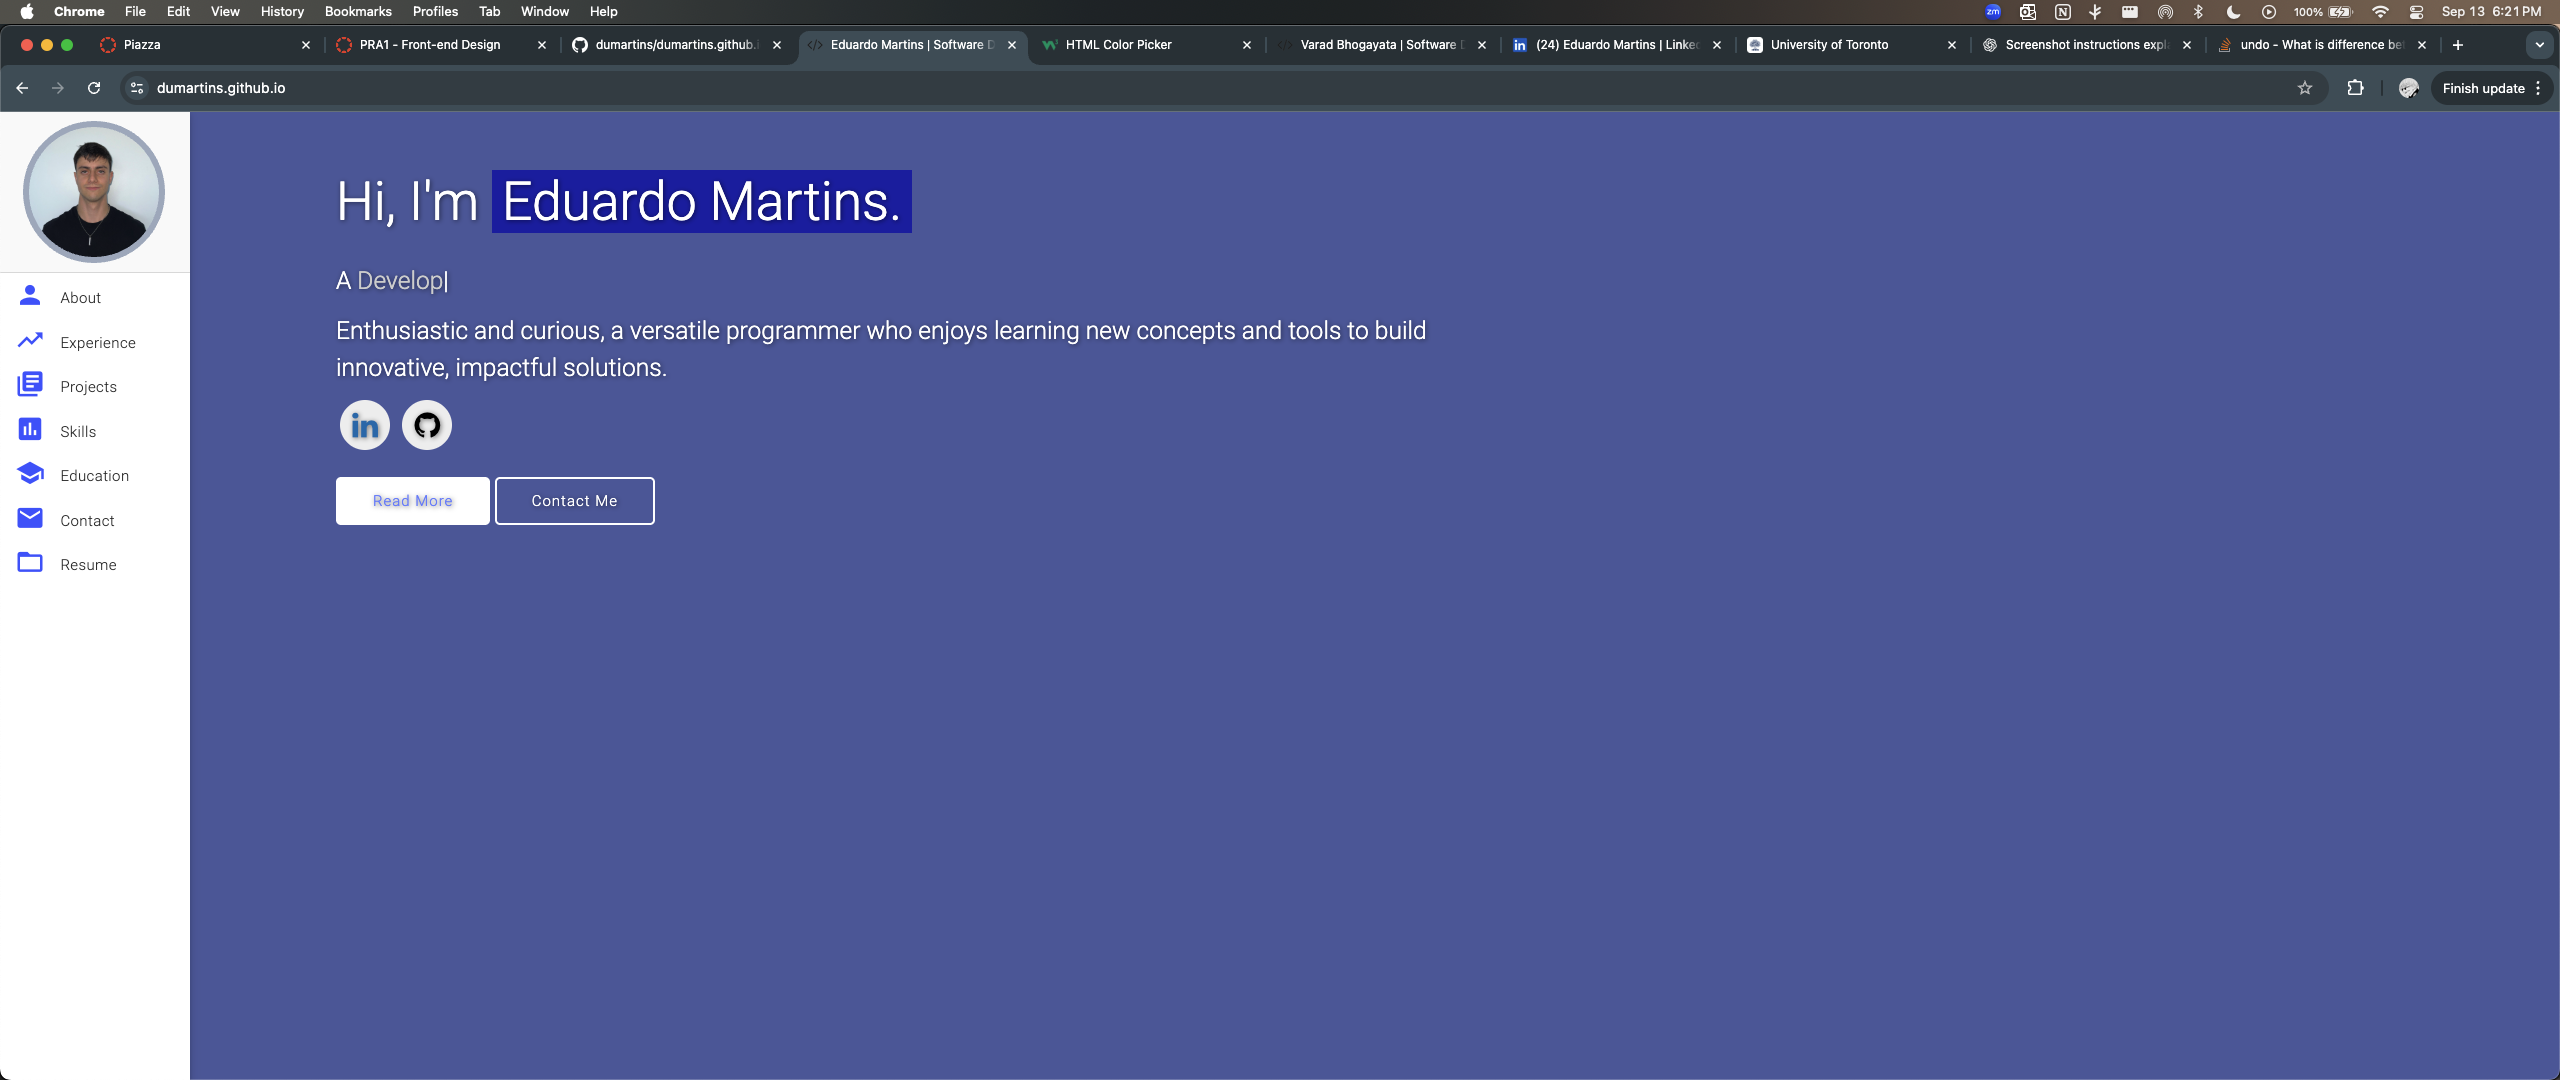 Chrome File Edit View History Bookmarks Profiles Tab Window Help zm N 100% Sep 13 6:21 PM
Piazza PRA1 - Front-end Design dumartins/dumartins.github. Eduardo Martins | Software D HTML Color Picker Varad Bhogayata | Software (24) Eduardo Martins | Linke University of Toronto Screenshot instructions expl undo - What is difference be
dumartins.github.io Finish update
Hi, I'm Eduardo Martins.
A Develop|
Enthusiastic and curious, a versatile programmer who enjoys learning new concepts and tools to build
innovative, impactful solutions.
in
Read More Contact Me
About
Experience
Projects
Skills
Education
Contact
Resume